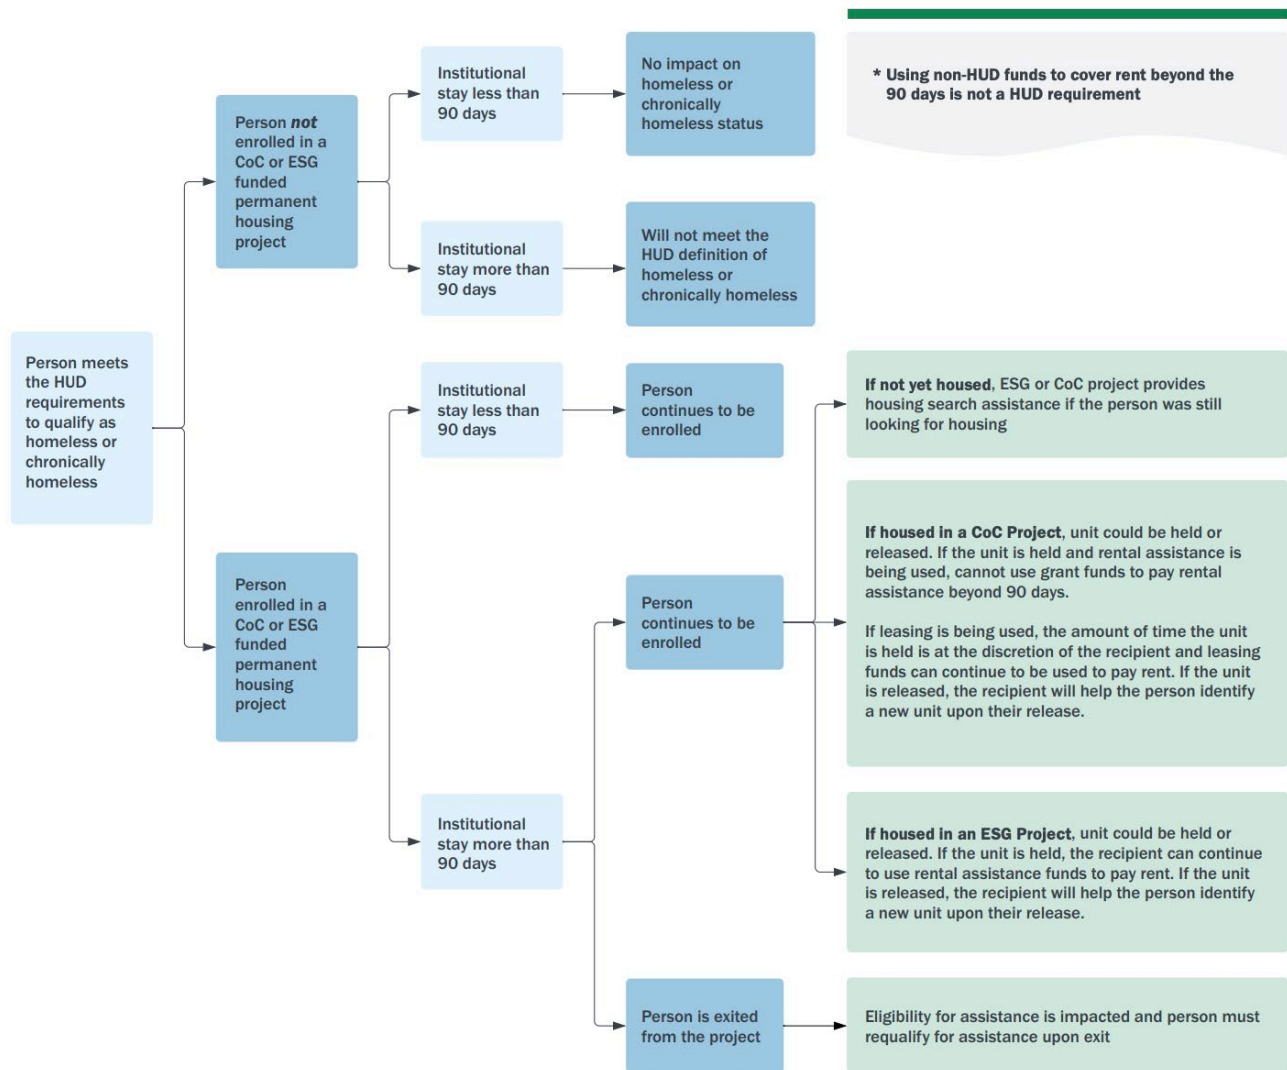 * Using non-HUD funds to cover rent beyond the
90 days is not a HUD requirement
Person meets
the HUD
requirements
to qualify as
homeless or
chronically
homeless
Person not
enrolled in a
CoC or ESG
funded
permanent
housing
project
Institutional
stay less than
90 days
No impact on
homeless or
chronically
homeless status
Institutional
stay more than
90 days
Will not meet the
HUD definition of
homeless or
chronically homeless
Person
enrolled in a
CoC or ESG
funded
permanent
housing
project
Institutional
stay less than
90 days
Person
continues to be
enrolled
Institutional
stay more than
90 days
Person
continues to be
enrolled
If not yet housed, ESG or CoC project provides
housing search assistance if the person was still
looking for housing
If housed in a CoC Project, unit could be held or
released. If the unit is held and rental assistance is
being used, cannot use grant funds to pay rental
assistance beyond 90 days.
If leasing is being used, the amount of time the unit
is held is at the discretion of the recipient and leasing
funds can continue to be used to pay rent. If the unit
is released, the recipient will help the person identify
a new unit upon their release.
If housed in an ESG Project, unit could be held or
released. If the unit is held, the recipient can continue
to use rental assistance funds to pay rent. If the unit
is released, the recipient will help the person identify
a new unit upon their release.
Person is exited
from the project
Eligibility for assistance is impacted and person must
requalify for assistance upon exit